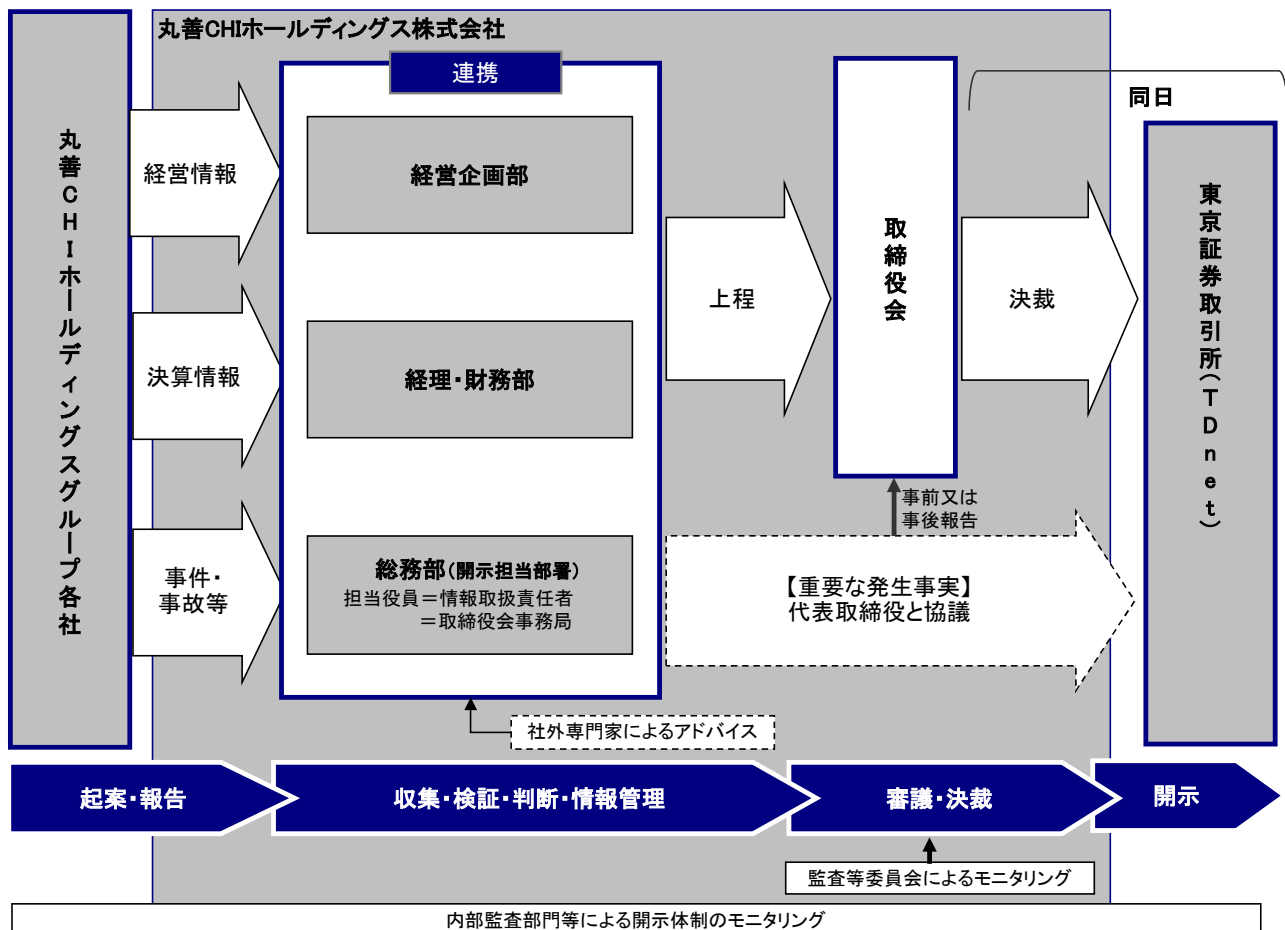 丸善CHIホールディングス株式会社
丸善CHIホールディングスグループ各社
経営情報
決算情報
事件・
事故等
連携
経営企画部
経理・財務部
総務部(開示担当部署)
担当役員＝情報取扱責任者
＝取締役会事務局
社外専門家によるアドバイス
上程
取締役会
事前又は
事後報告
【重要な発生事実】
代表取締役と協議
決裁
同日
東京証券取引所(TDnet)
起案・報告
収集・検証・判断・情報管理
審議・決裁
開示
監査等委員会によるモニタリング
内部監査部門等による開示体制のモニタリング